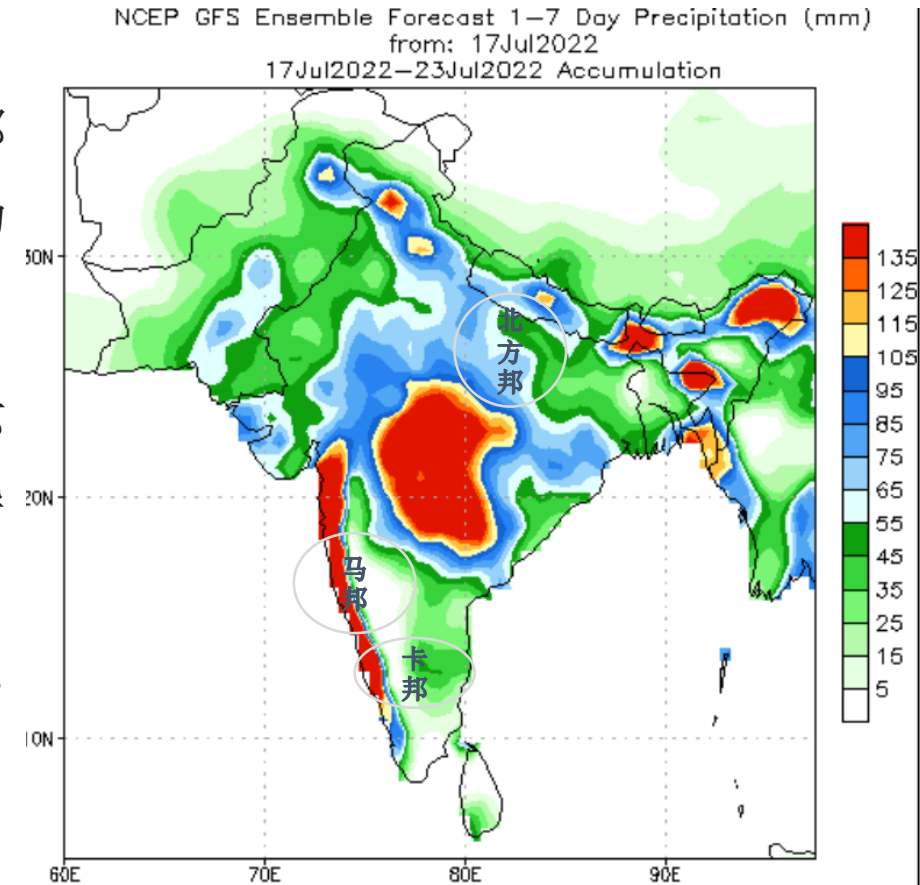 NCEP GFS Ensemble Forecast 1–7 Day Precipitation (mm)
from: 17Jul2022
17Jul2022–23Jul2022 Accumulation
135
125
115
105
95
85
75
65
55
45
35
25
15
5
20N
60E
70E
80E
90E
北方邦
马邦
卡邦